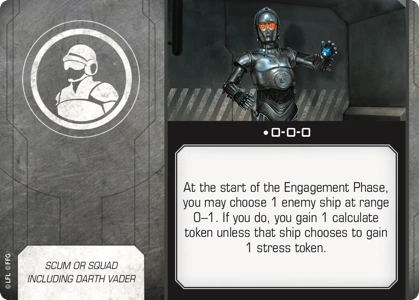 •0-0-0
At the start of the Engagement Phase,
you may choose 1 enemy ship at range
0–1. If you do, you gain 1 calculate
token unless that ship chooses to gain
1 stress token.
SCUM OR SQUAD
INCLUDING DARTH VADER
©LFL ©FFG